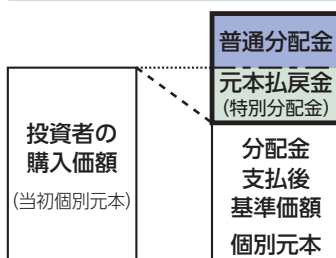 普通分配金
元本払戻金
(特別分配金)
投資者の
購入価額
(当初個別元本)
分配金
支払後
基準価額
個別元本